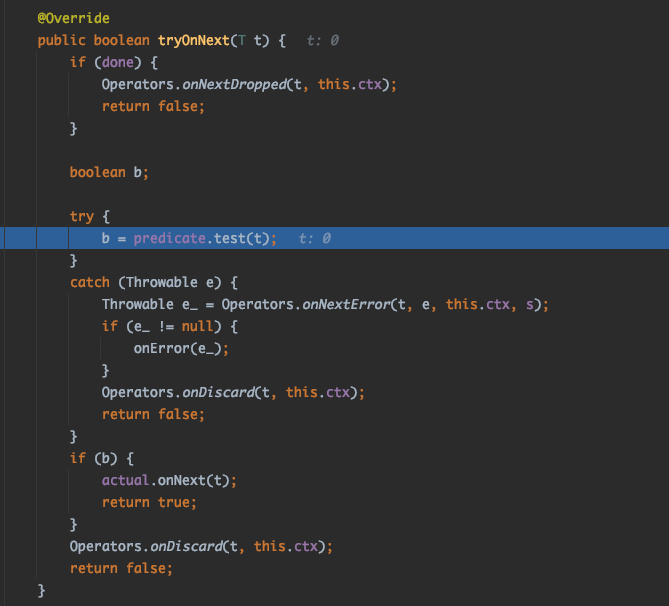 @Override
public boolean tryOnNext(T t) {   t: 0
    if (done) {
        Operators.onNextDropped(t, this.ctx);
        return false;
    }

    boolean b;

    try {
        b = predicate.test(t);   t: 0
    }
    catch (Throwable e) {
        Throwable e_ = Operators.onNextError(t, e, this.ctx, s);
        if (e_ != null) {
            onError(e_);
        }
        Operators.onDiscard(t, this.ctx);
        return false;
    }
    if (b) {
        actual.onNext(t);
        return true;
    }
    Operators.onDiscard(t, this.ctx);
    return false;
}